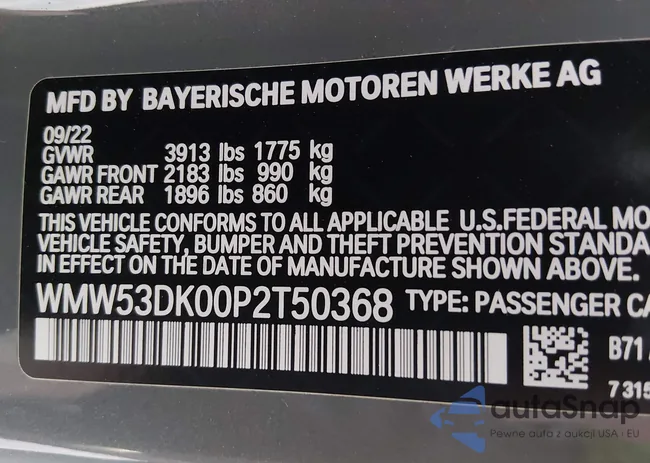 MFD BY BAYERISCHE MOTOREN WERKE AG
09/22
GVWR 3913 lbs 1775 kg
GAWR FRONT 2183 lbs 990 kg
GAWR REAR 1896 lbs 860 kg
THIS VEHICLE CONFORMS TO ALL APPLICABLE U.S.FEDERAL MO
VEHICLE SAFETY, BUMPER AND THEFT PREVENTION STANDA
IN EFFECT ON THE DATE OF MANUFACTURE SHOWN ABOVE.
WMW53DK00P2T50368 TYPE: PASSENGER CA
B71
7 315
autoSnap
Pewne auta z aukcji USA i EU